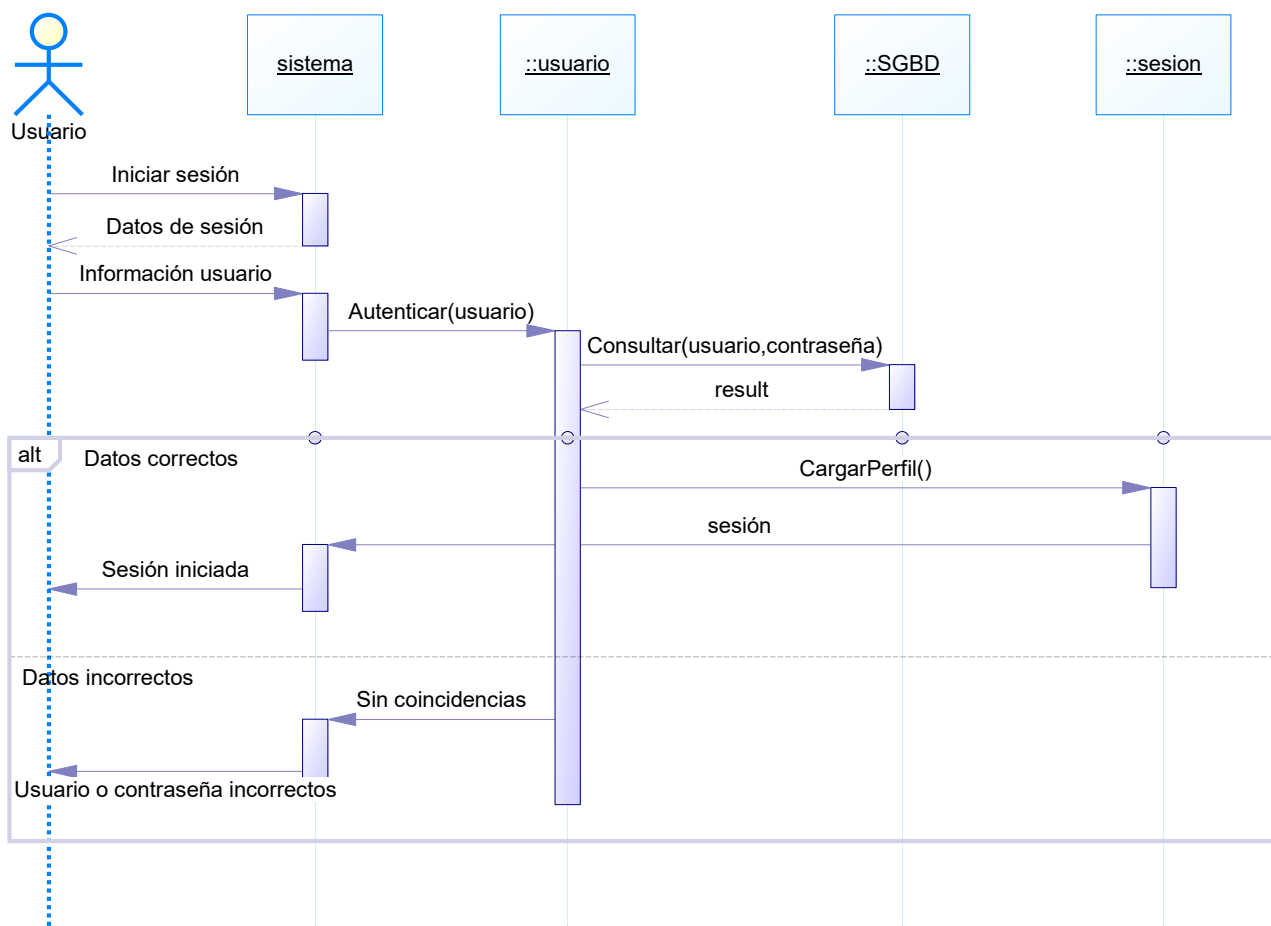 sistema
::usuario
::SGBD
::sesion
Usuario
Iniciar sesión
Datos de sesión
Información usuario
Autenticar(usuario)
Consultar(usuario,contraseña)
result
alt
Datos correctos
CargarPerfil()
sesión
Sesión iniciada
Datos incorrectos
Sin coincidencias
Usuario o contraseña incorrectos